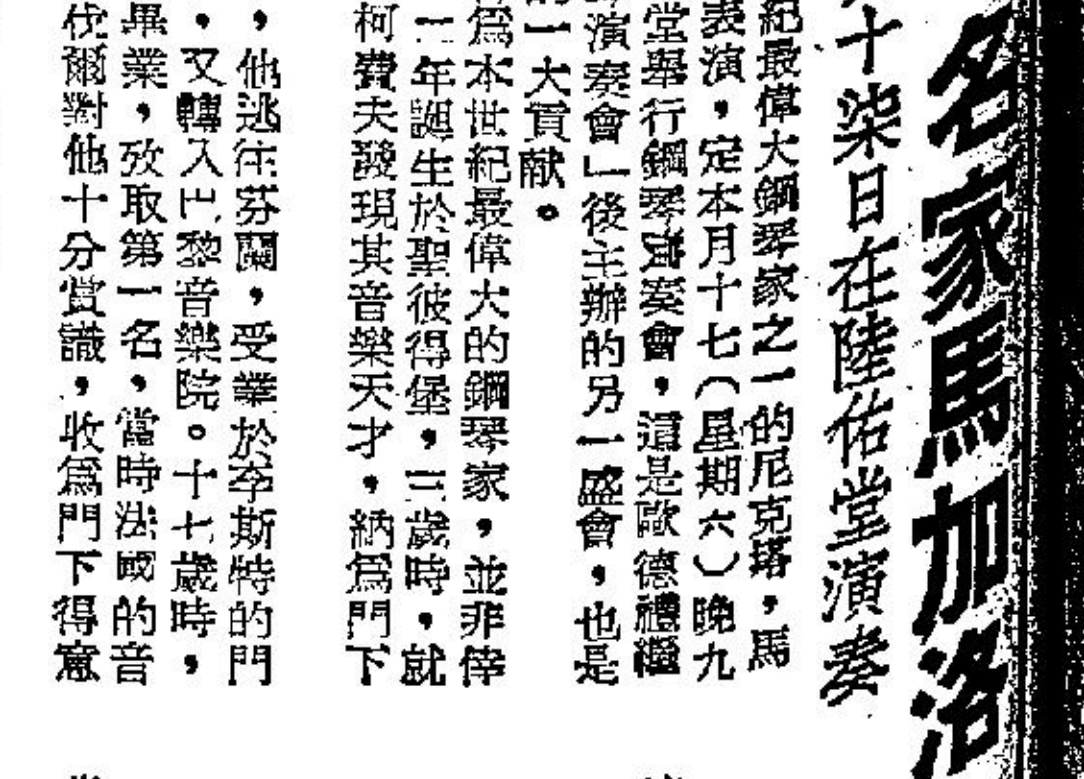 名家馬加洛
十柒日在陸佑堂演奏
紀最偉大鋼琴家之一的尼克塔，馬
表演，定本月十七（星期六）晚九
堂舉行鋼琴演奏會，這是歐德禮繼
演奏會」後主辦的另一盛會，也是
的一大貢献。
爲本世紀最偉大的鋼琴家，並非倖
一年誕生於聖彼得堡，三歲時，就
柯費夫發現其音樂天才，納爲門下
，他逃往芬蘭，受業於李斯特的門
，又轉入巴黎音樂院。十七歲時，
畢業，攷取第一名，當時法國的音
伐爾對他十分賞識，收爲門下得意